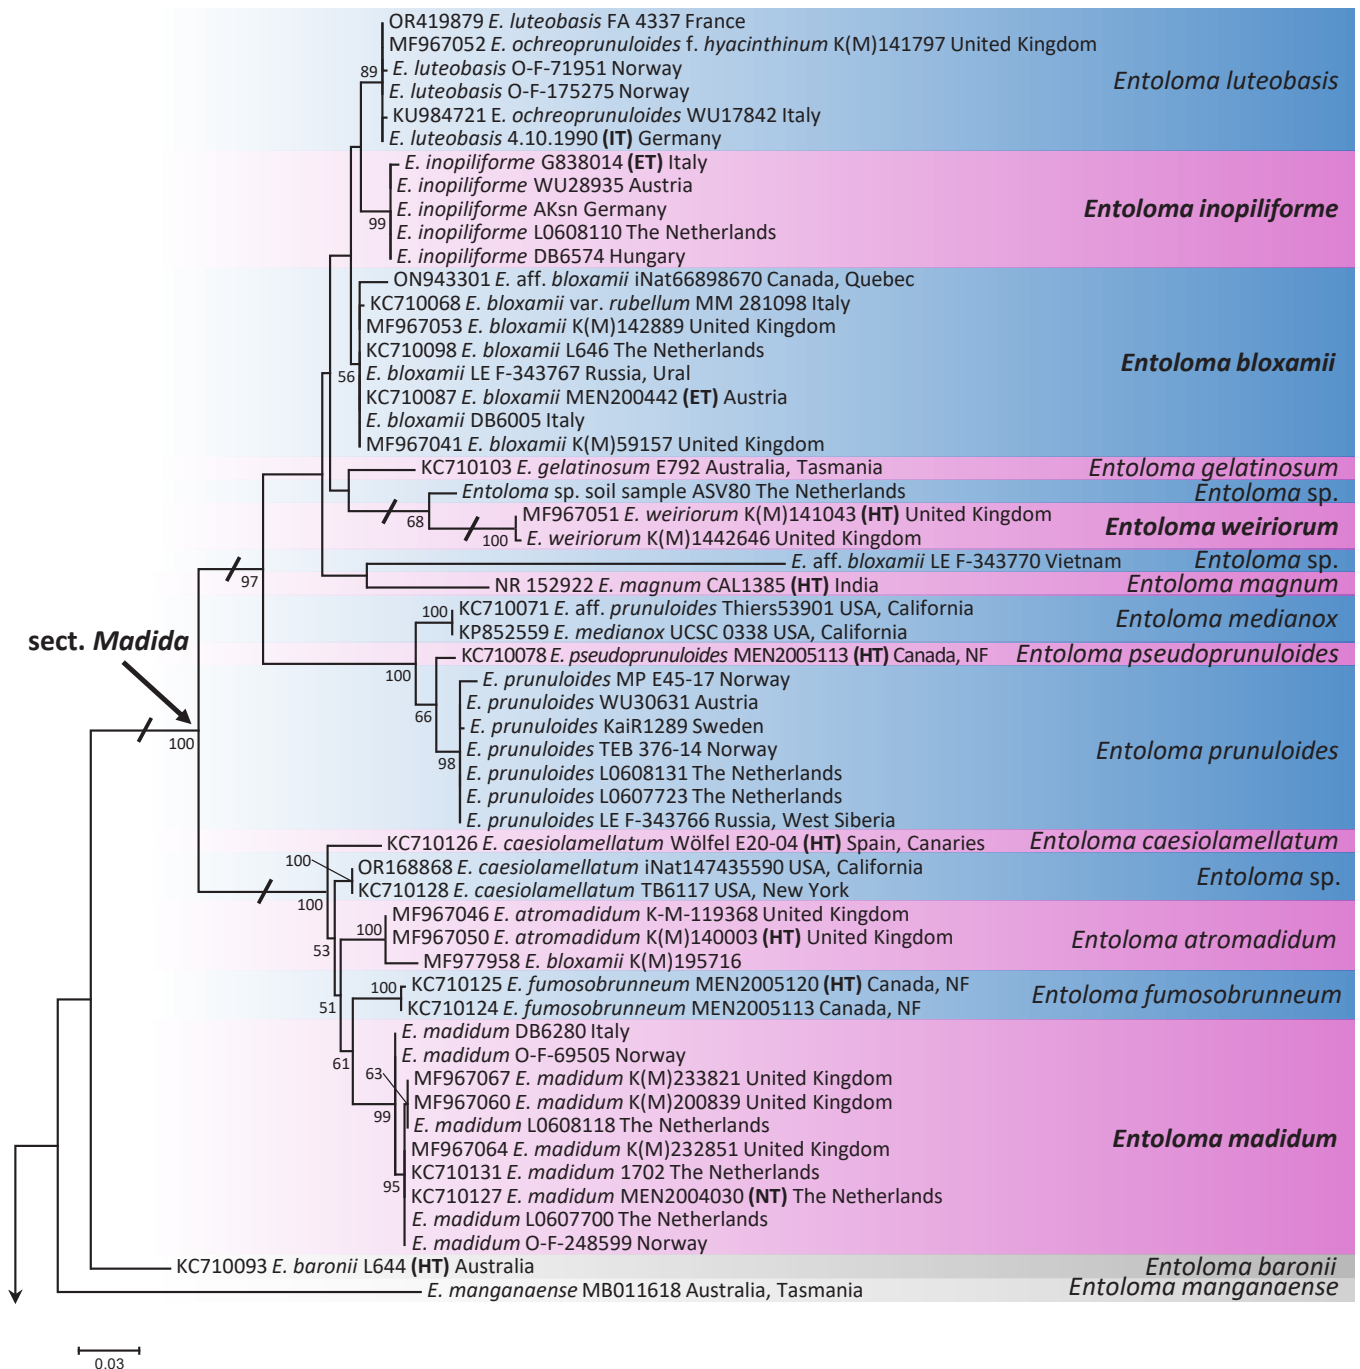 OR419879 E. luteobasis FA 4337 France
MF967052 E. ochreoprunuloides f. hyacinthinum K(M)141797 United Kingdom
89
E. luteobasis O-F-71951 Norway
Entoloma luteobasis
E. luteobasis O-F-175275 Norway
KU984721 E. ochreoprunuloides WU17842 Italy
E. luteobasis 4.10.1990 (IT) Germany
E. inopiliforme G838014 (ET) Italy
E. inopiliforme WU28935 Austria
E. inopiliforme AKsn Germany
Entoloma inopiliforme
99
E. inopiliforme L0608110 The Netherlands
E. inopiliforme DB6574 Hungary
ON943301 E. aff. bloxamii iNat66898670 Canada, Quebec
KC710068 E. bloxamii var. rubellum MM 281098 Italy
MF967053 E. bloxamii K(M)142889 United Kingdom
KC710098 E. bloxamii L646 The Netherlands
Entoloma bloxamii
56
E. bloxamii LE F-343767 Russia, Ural
KC710087 E. bloxamii MEN200442 (ET) Austria
E. bloxamii DB6005 Italy
MF967041 E. bloxamii K(M)59157 United Kingdom
KC710103 E. gelatinosum E792 Australia, Tasmania
Entoloma gelatinosum
Entoloma sp. soil sample ASV80 The Netherlands
Entoloma sp.
68
MF967051 E. weiriorum K(M)141043 (HT) United Kingdom
Entoloma weiriorum
100
E. weiriorum K(M)1442646 United Kingdom
E. aff. bloxamii LE F-343770 Vietnam
Entoloma sp.
97
NR 152922 E. magnum CAL1385 (HT) India
Entoloma magnum
100
KC710071 E. aff. prunuloides Thiers53901 USA, California
Entoloma medianox
KP852559 E. medianox UCSC 0338 USA, California
sect. Madida
KC710078 E. pseudoprunuloides MEN2005113 (HT) Canada, NF
Entoloma pseudoprunuloides
100
E. prunuloides MP E45-17 Norway
66
E. prunuloides WU30631 Austria
E. prunuloides KaiR1289 Sweden
100
E. prunuloides TEB 376-14 Norway
Entoloma prunuloides
98
E. prunuloides L0608131 The Netherlands
E. prunuloides L0607723 The Netherlands
E. prunuloides LE F-343766 Russia, West Siberia
KC710126 E. caesiolamellatum Wölfel E20-04 (HT) Spain, Canaries
Entoloma caesiolamellatum
100
OR168868 E. caesiolamellatum iNat147435590 USA, California
Entoloma sp.
KC710128 E. caesiolamellatum TB6117 USA, New York
100
MF967046 E. atromadidum K-M-119368 United Kingdom
100
MF967050 E. atromadidum K(M)140003 (HT) United Kingdom
Entoloma atromadidum
53
MF977958 E. bloxamii K(M)195716
100
KC710125 E. fumosobrunneum MEN2005120 (HT) Canada, NF
Entoloma fumosobrunneum
51
KC710124 E. fumosobrunneum MEN2005113 Canada, NF
E. madidum DB6280 Italy
61
E. madidum O-F-69505 Norway
63
MF967067 E. madidum K(M)233821 United Kingdom
MF967060 E. madidum K(M)200839 United Kingdom
99
E. madidum L0608118 The Netherlands
Entoloma madidum
MF967064 E. madidum K(M)232851 United Kingdom
KC710131 E. madidum 1702 The Netherlands
95
KC710127 E. madidum MEN2004030 (NT) The Netherlands
E. madidum L0607700 The Netherlands
E. madidum O-F-248599 Norway
KC710093 E. baronii L644 (HT) Australia
Entoloma baronii
E. manganaense MB011618 Australia, Tasmania
Entoloma manganaense
0.03